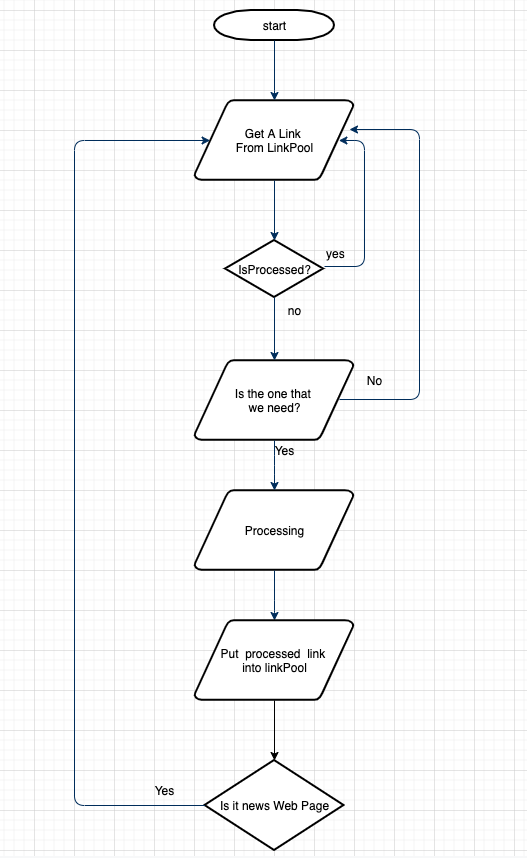 start
Get A Link
From LinkPool
yes
IsProcessed?
no
No
Is the one that
we need?
Yes
Processing
Put processed link
into linkPool
Yes
Is it news Web Page